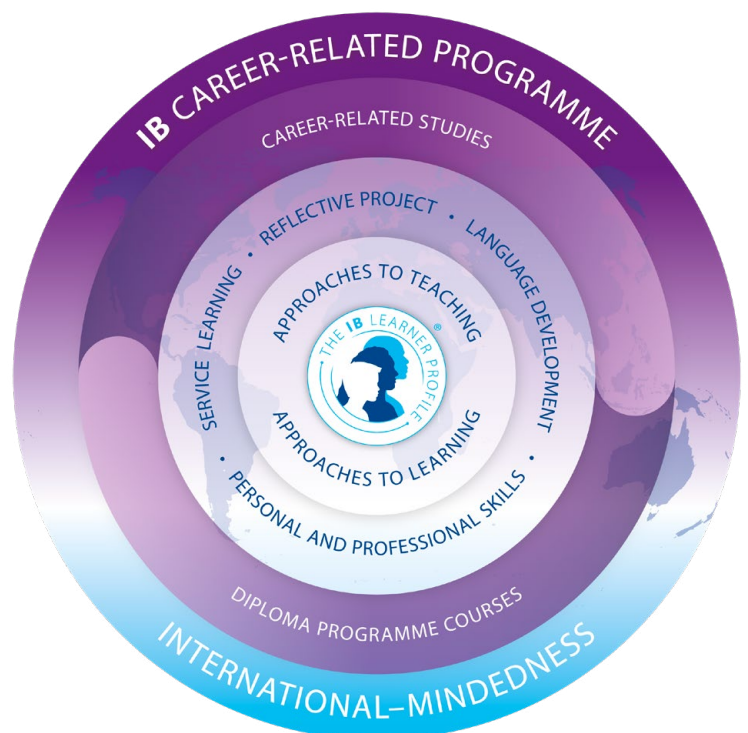 IB CAREER-RELATED PROGRAMME
CAREER-RELATED STUDIES
SERVICE LEARNING • REFLECTIVE PROJECT • LANGUAGE DEVELOPMENT
APPROACHES TO TEACHING
THE IB LEARNER PROFILE®
APPROACHES TO LEARNING
• PERSONAL AND PROFESSIONAL SKILLS •
DIPLOMA PROGRAMME COURSES
INTERNATIONAL–MINDEDNESS